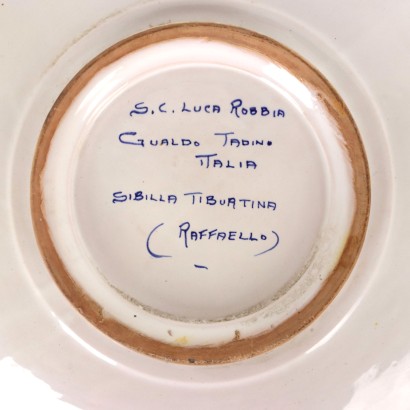 S.C. LUCA ROBBIA
GUALDO TADINO
ITALIA
SIBILLA TIBURTINA
(RAFFAELLO)